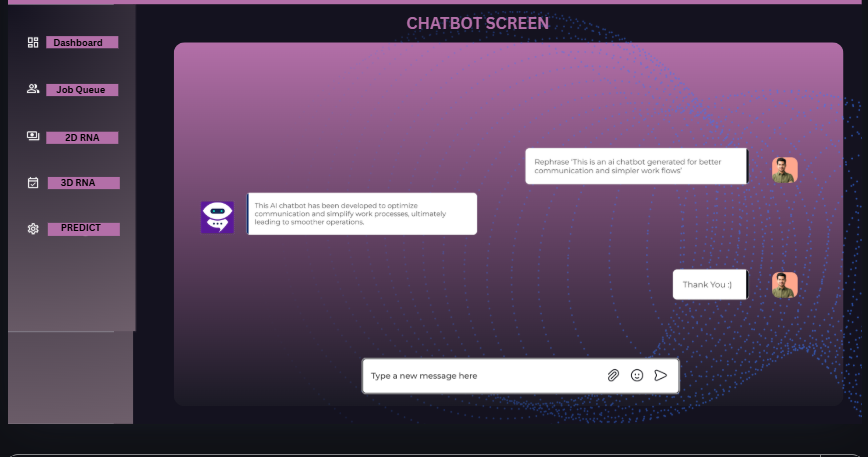 CHATBOT SCREEN
Dashboard
Job Queue
2D RNA
3D RNA
PREDICT
Rephrase 'This is an ai chatbot generated for better
communication and simpler work flows'
This AI chatbot has been developed to optimize
communication and simplify work processes, ultimately
leading to smoother operations.
Thank You :)
Type a new message here